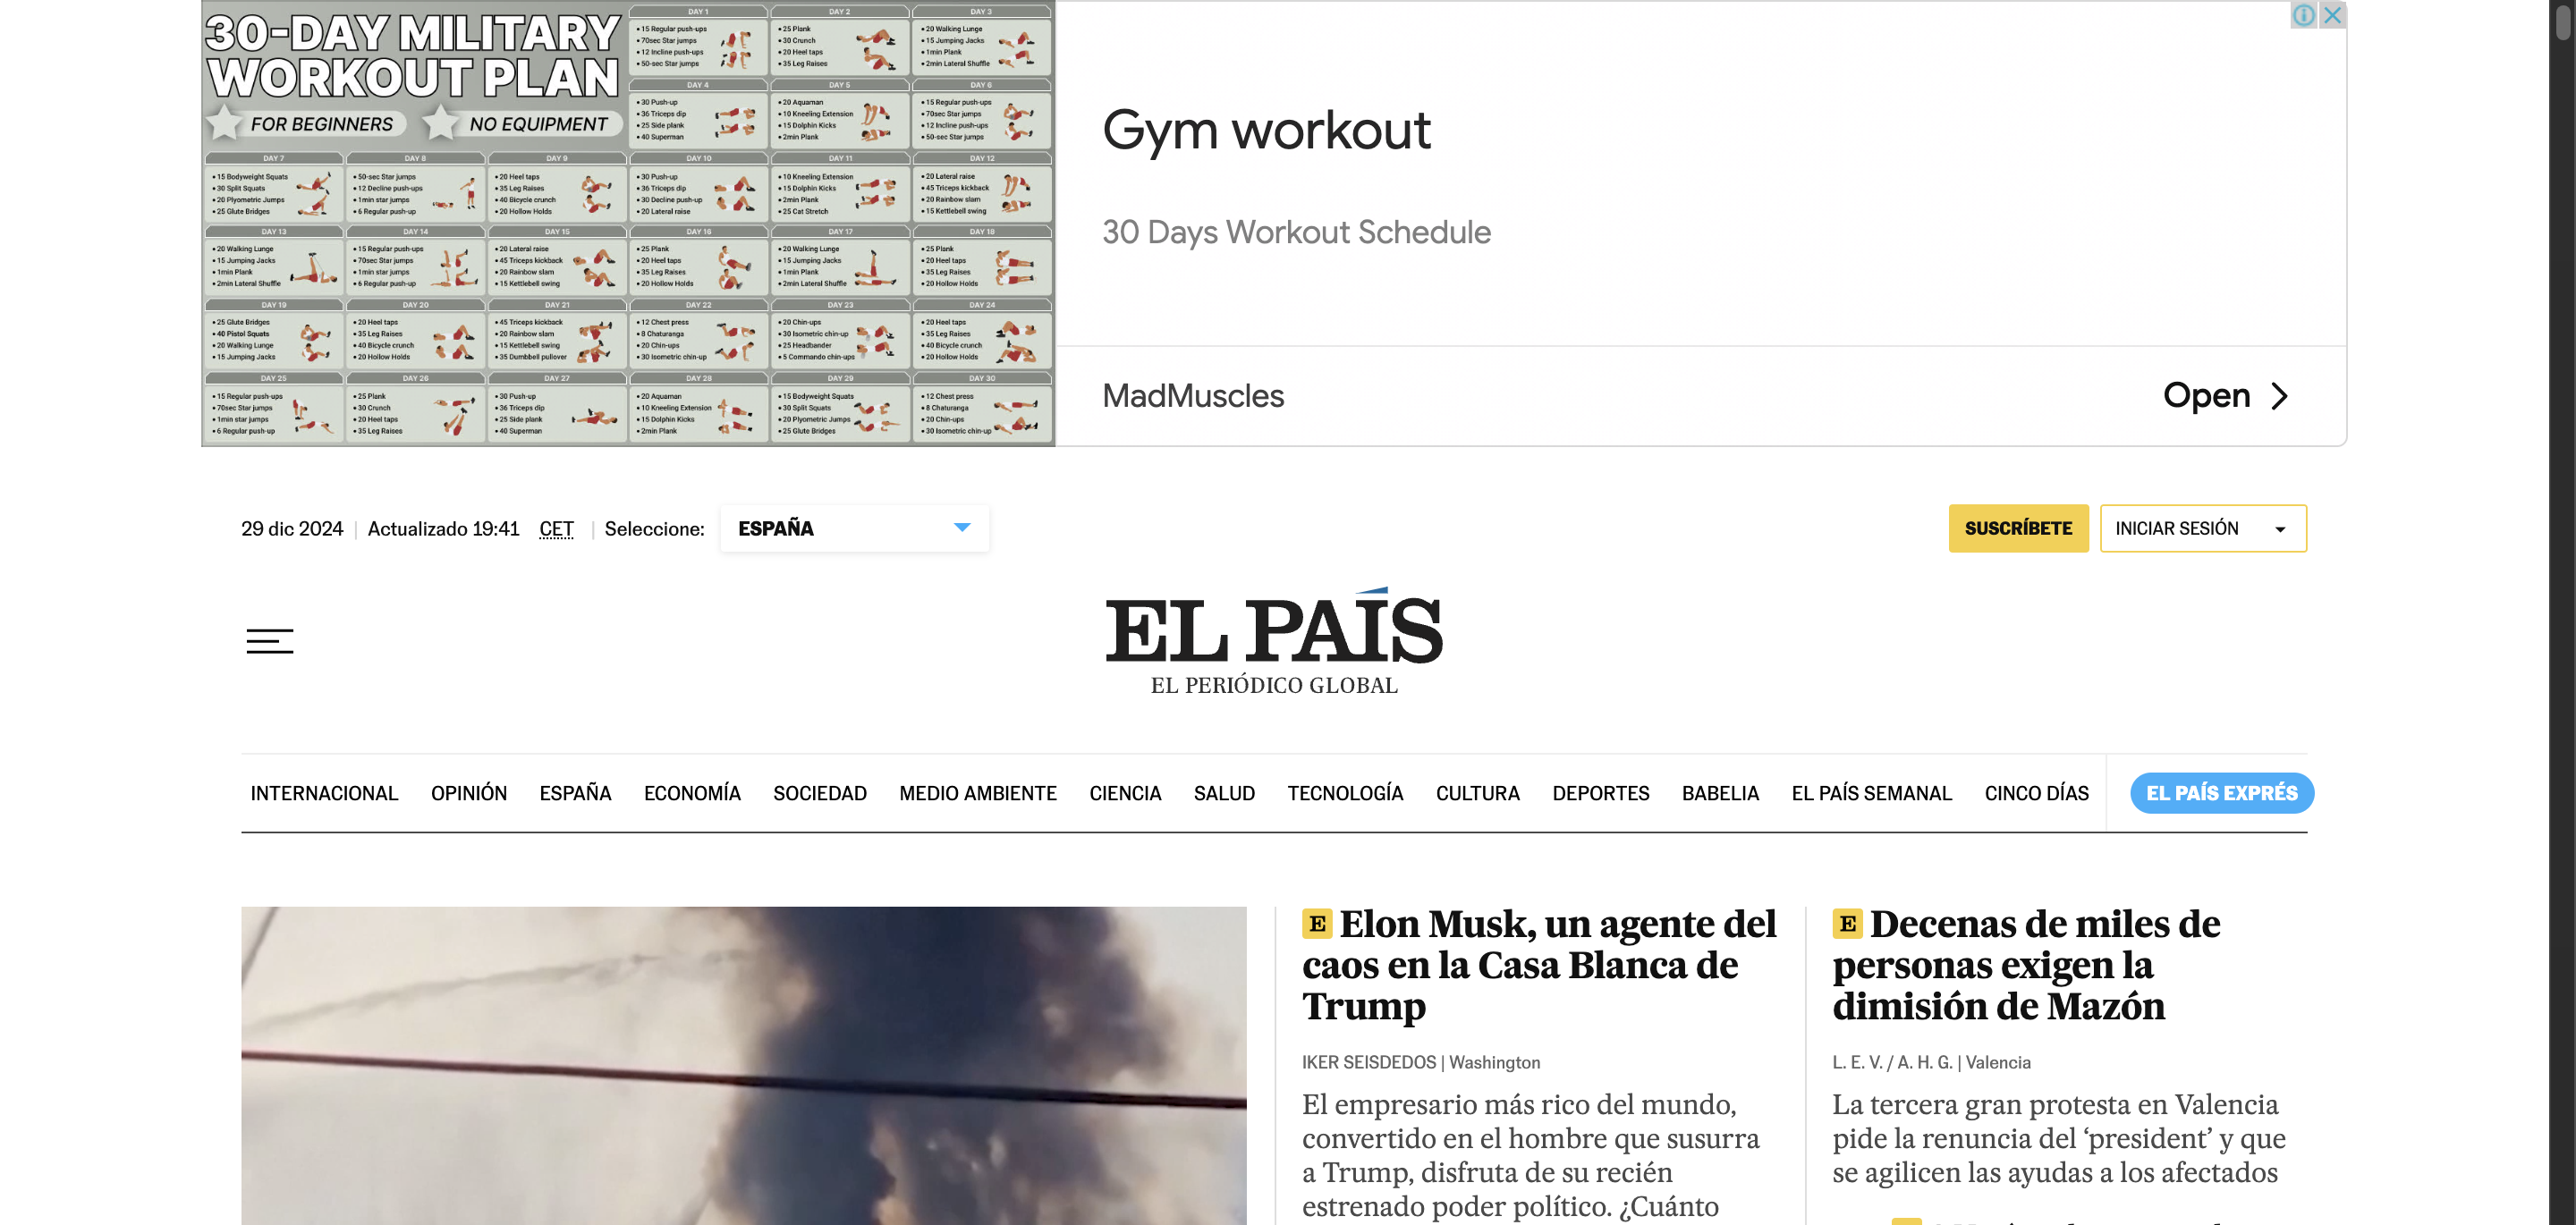 30-DAY MILITARY
WORKOUT PLAN
FOR BEGINNERS
NO EQUIPMENT
DAY 1
• 15 Regular push-ups
• 70sec Star jumps
• 12 Incline push-ups
• 50-sec Star jumps
DAY 2
• 25 Plank
• 30 Crunch
• 20 Heel taps
• 35 Leg Raises
DAY 3
• 20 Walking Lunge
• 15 Jumping Jacks
• 1min Plank
• 2min Lateral Shuffle
DAY 4
• 30 Push-up
• 36 Triceps dip
• 25 Side plank
• 40 Superman
DAY 5
• 20 Aquaman
• 10 Kneeling Extension
• 15 Dolphin Kicks
• 2min Plank
DAY 6
• 15 Regular push-ups
• 70sec Star jumps
• 12 Incline push-ups
• 50-sec Star jumps
DAY 7
• 15 Bodyweight Squats
• 30 Split Squats
• 20 Plyometric Jumps
• 25 Glute Bridges
DAY 8
• 50-sec Star jumps
• 12 Decline push-ups
• 1min star jumps
• 6 Regular push-up
DAY 9
• 20 Heel taps
• 35 Leg Raises
• 40 Bicycle crunch
• 20 Hollow Holds
DAY 10
• 30 Push-up
• 36 Triceps dip
• 30 Decline push-up
• 20 Lateral raise
DAY 11
• 10 Kneeling Extension
• 15 Dolphin Kicks
• 2min Plank
• 25 Cat Stretch
DAY 12
• 20 Lateral raise
• 45 Triceps kickback
• 20 Rainbow slam
• 15 Kettlebell swing
DAY 13
• 20 Walking Lunge
• 15 Jumping Jacks
• 1min Plank
• 2min Lateral Shuffle
DAY 14
• 15 Regular push-ups
• 70sec Star jumps
• 1min star jumps
• 6 Regular push-up
DAY 15
• 20 Lateral raise
• 45 Triceps kickback
• 20 Rainbow slam
• 15 Kettlebell swing
DAY 16
• 25 Plank
• 20 Heel taps
• 35 Leg Raises
• 20 Hollow Holds
DAY 17
• 20 Walking Lunge
• 15 Jumping Jacks
• 1min Plank
• 2min Lateral Shuffle
DAY 18
• 25 Plank
• 20 Heel taps
• 35 Leg Raises
• 20 Hollow Holds
DAY 19
• 25 Glute Bridges
• 40 Pistol Squats
• 20 Walking Lunge
• 15 Jumping Jacks
DAY 20
• 20 Heel taps
• 35 Leg Raises
• 40 Bicycle crunch
• 20 Hollow Holds
DAY 21
• 45 Triceps kickback
• 20 Rainbow slam
• 15 Kettlebell swing
• 35 Dumbbell pullover
DAY 22
• 12 Chest press
• 8 Chaturanga
• 20 Chin-ups
• 30 Isometric chin-up
DAY 23
• 20 Chin-ups
• 30 Isometric chin-up
• 25 Headbander
• 5 Commando chin-ups
DAY 24
• 20 Heel taps
• 35 Leg Raises
• 40 Bicycle crunch
• 20 Hollow Holds
DAY 25
• 15 Regular push-ups
• 70sec Star jumps
• 1min star jumps
• 6 Regular push-up
DAY 26
• 25 Plank
• 30 Crunch
• 20 Heel taps
• 35 Leg Raises
DAY 27
• 30 Push-up
• 36 Triceps dip
• 25 Side plank
• 40 Superman
DAY 28
• 20 Aquaman
• 10 Kneeling Extension
• 15 Dolphin Kicks
• 2min Plank
DAY 29
• 15 Bodyweight Squats
• 30 Split Squats
• 20 Plyometric Jumps
• 25 Glute Bridges
DAY 30
• 12 Chest press
• 8 Chaturanga
• 20 Chin-ups
• 30 Isometric chin-up
Gym workout
30 Days Workout Schedule
MadMuscles
Open
29 dic 2024 | Actualizado 19:41 CET | Seleccione: ESPAÑA
SUSCRÍBETE
INICIAR SESIÓN
EL PAÍS
EL PERIÓDICO GLOBAL
INTERNACIONAL OPINIÓN ESPAÑA ECONOMÍA SOCIEDAD MEDIO AMBIENTE CIENCIA SALUD TECNOLOGÍA CULTURA DEPORTES BABELIA EL PAÍS SEMANAL CINCO DÍAS EL PAÍS EXPRÉS
E Elon Musk, un agente del
caos en la Casa Blanca de
Trump
IKER SEISDEDOS | Washington
El empresario más rico del mundo,
convertido en el hombre que susurra
a Trump, disfruta de su recién
estrenado poder político. ¿Cuánto
E Decenas de miles de
personas exigen la
dimisión de Mazón
L. E. V. / A. H. G. | Valencia
La tercera gran protesta en Valencia
pide la renuncia del ‘president’ y que
se agilicen las ayudas a los afectados